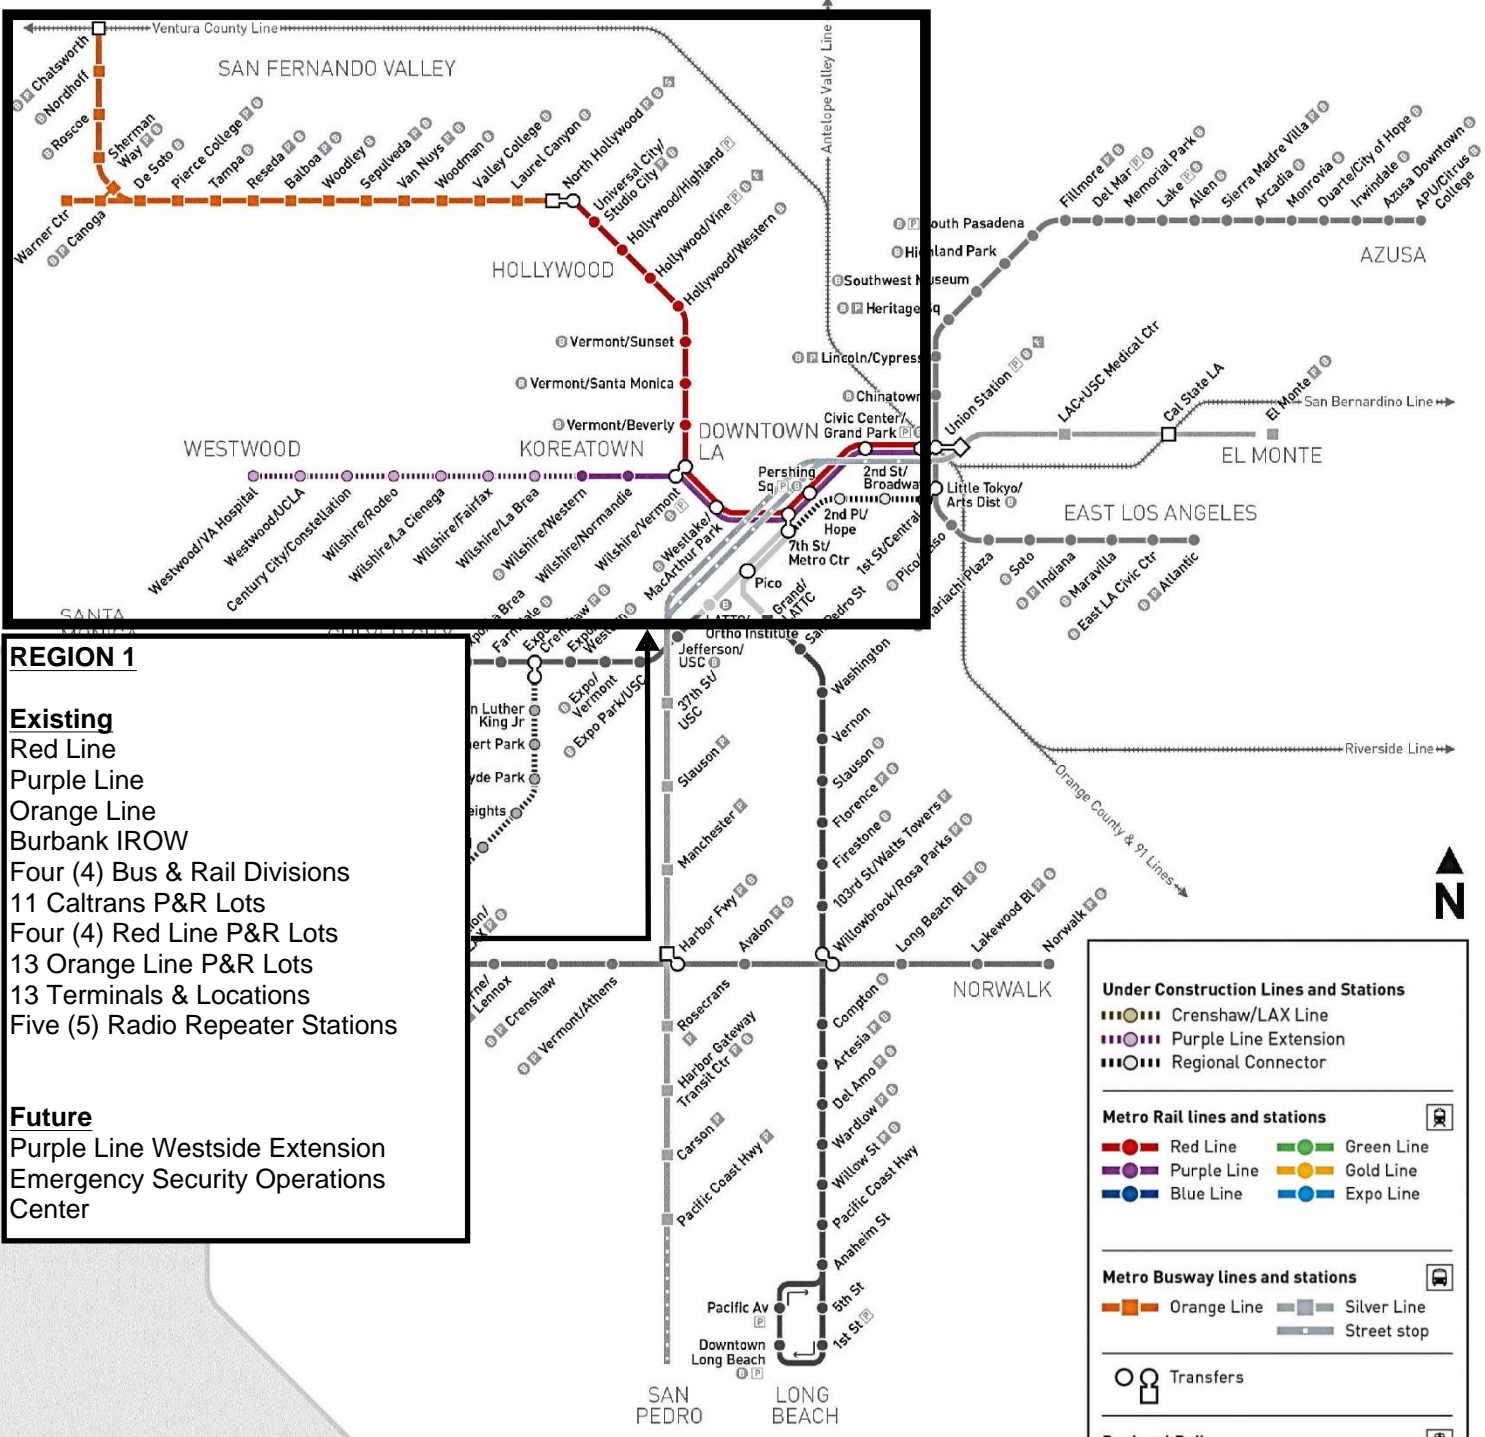 Ventura County Line
Antelope Valley Line
SAN FERNANDO VALLEY
Chatsworth
Nordhoff
Roscoe
Sherman
Way
De Soto
Pierce College
Tampa
Reseda
Balboa
Woodley
Sepulveda
Van Nuys
Woodman
Valley College
Laurel Canyon
North Hollywood
Universal City/
Studio City
Hollywood/Highland
Hollywood/Vine
Hollywood/Western
Warner Ctr
Canoga
HOLLYWOOD
Vermont/Sunset
Vermont/Santa Monica
Vermont/Beverly
South Pasadena
Highland Park
Southwest Museum
Heritage Sq
Lincoln/Cypress
Chinatown
Fillmore
Del Mar
Memorial Park
Lake
Allen
Sierra Madre Villa
Arcadia
Monrovia
Duarte/City of Hope
Irwindale
Azusa Downtown
APU/Citrus
College
AZUSA
Union Station
LAC+USC Medical Ctr
Cal State LA
El Monte
San Bernardino Line
EL MONTE
WESTWOOD
KOREATOWN
DOWNTOWN
LA
Civic Center/
Grand Park
Pershing
Sq
2nd St/
Broadway
2nd Pl/
Hope
7th St/
Metro Ctr
Pico
Little Tokyo/
Arts Dist
EAST LOS ANGELES
Westwood/VA Hospital
Westwood/UCLA
Century City/Constellation
Wilshire/Rodeo
Wilshire/La Cienega
Wilshire/Fairfax
Wilshire/La Brea
Wilshire/Western
Wilshire/Normandie
Wilshire/Vermont
Westlake/
MacArthur Park
1st St/Central
Soto
Indiana
Maravilla
East LA Civic Ctr
Atlantic
SANTA
Grand/
LATTC
San Pedro St
LATTC/
Ortho Institute
Jefferson/
USC
Farmdale
Expo/
Crenshaw
Western
Expo/
Vermont
Expo Park/USC
37th St/
USC
Washington
Vernon
Slauson
Florence
Firestone
103rd St/Watts Towers
Willowbrook/Rosa Parks
Slauson
Manchester
Harbor Fwy
Avalon
Long Beach Bl
Lakewood Bl
Norwalk
NORWALK
n Luther
King Jr
ert Park
yde Park
eights
Lennox
Crenshaw
Vermont/Athens
Rosecrans
Harbor Gateway
Transit Ctr
Carson
Pacific Coast Hwy
Compton
Artesia
Del Amo
Wardlow
Willow St
Pacific Coast Hwy
Anaheim St
5th St
1st St
Pacific Av
Downtown
Long Beach
SAN
PEDRO
LONG
BEACH
Riverside Line
Orange County & 91 Lines
REGION 1
Existing
Red Line
Purple Line
Orange Line
Burbank IROW
Four (4) Bus & Rail Divisions
11 Caltrans P&R Lots
Four (4) Red Line P&R Lots
13 Orange Line P&R Lots
13 Terminals & Locations
Five (5) Radio Repeater Stations
Future
Purple Line Westside Extension
Emergency Security Operations
Center
N
Under Construction Lines and Stations
Crenshaw/LAX Line
Purple Line Extension
Regional Connector
Metro Rail lines and stations
Red Line
Green Line
Purple Line
Gold Line
Blue Line
Expo Line
Metro Busway lines and stations
Orange Line
Silver Line
Street stop
Transfers